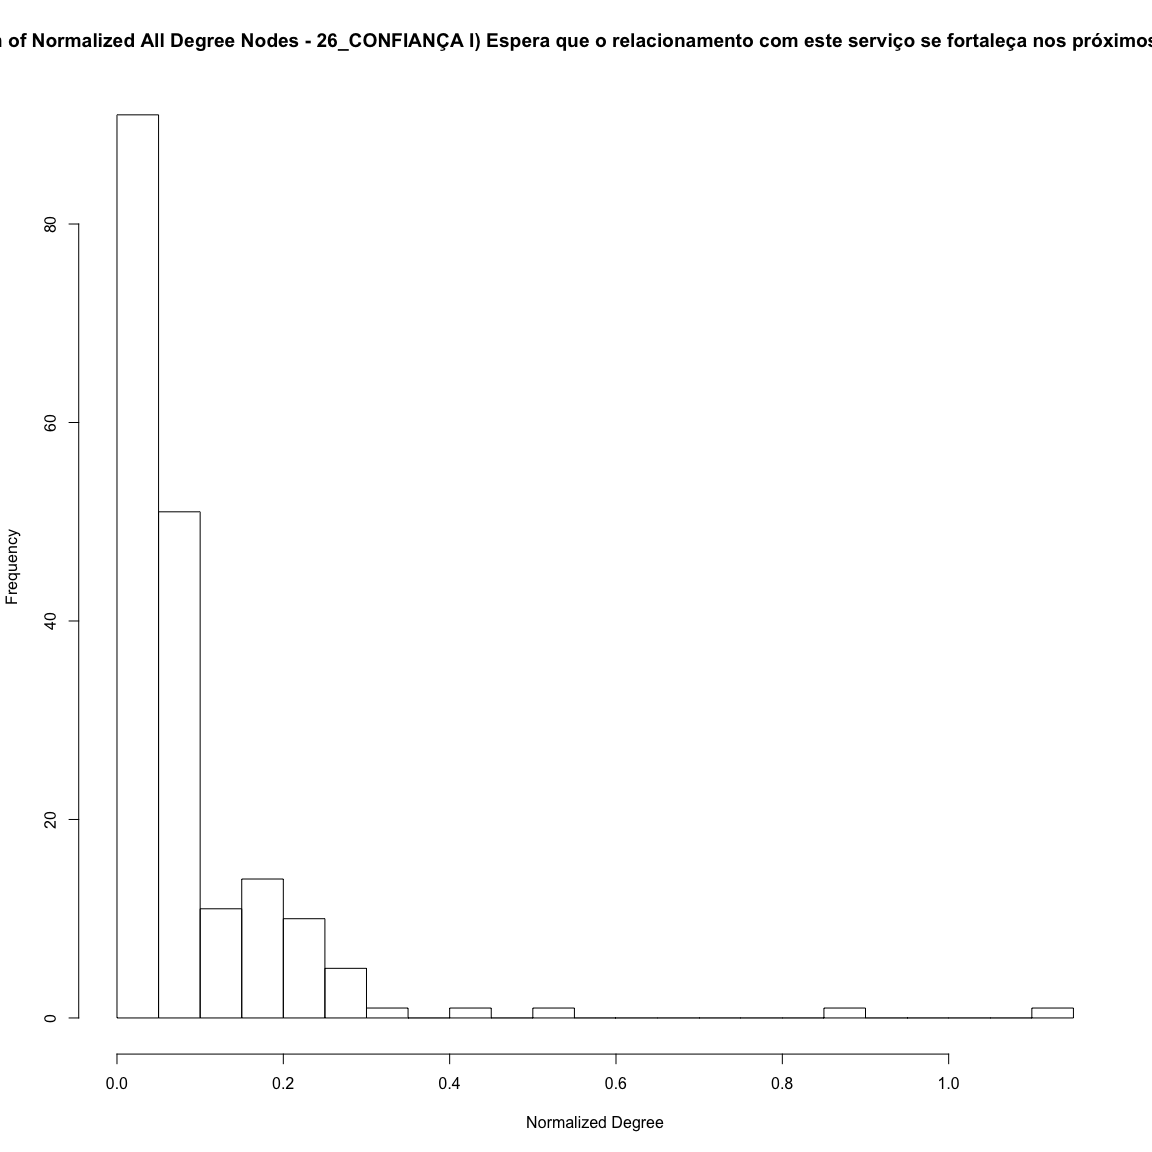 of Normalized All Degree Nodes - 26_CONFIANÇA I) Espera que o relacionamento com este serviço se fortaleça nos próximos
80
60
40
20
0
Frequency
0.0 0.2 0.4 0.6 0.8 1.0
Normalized Degree